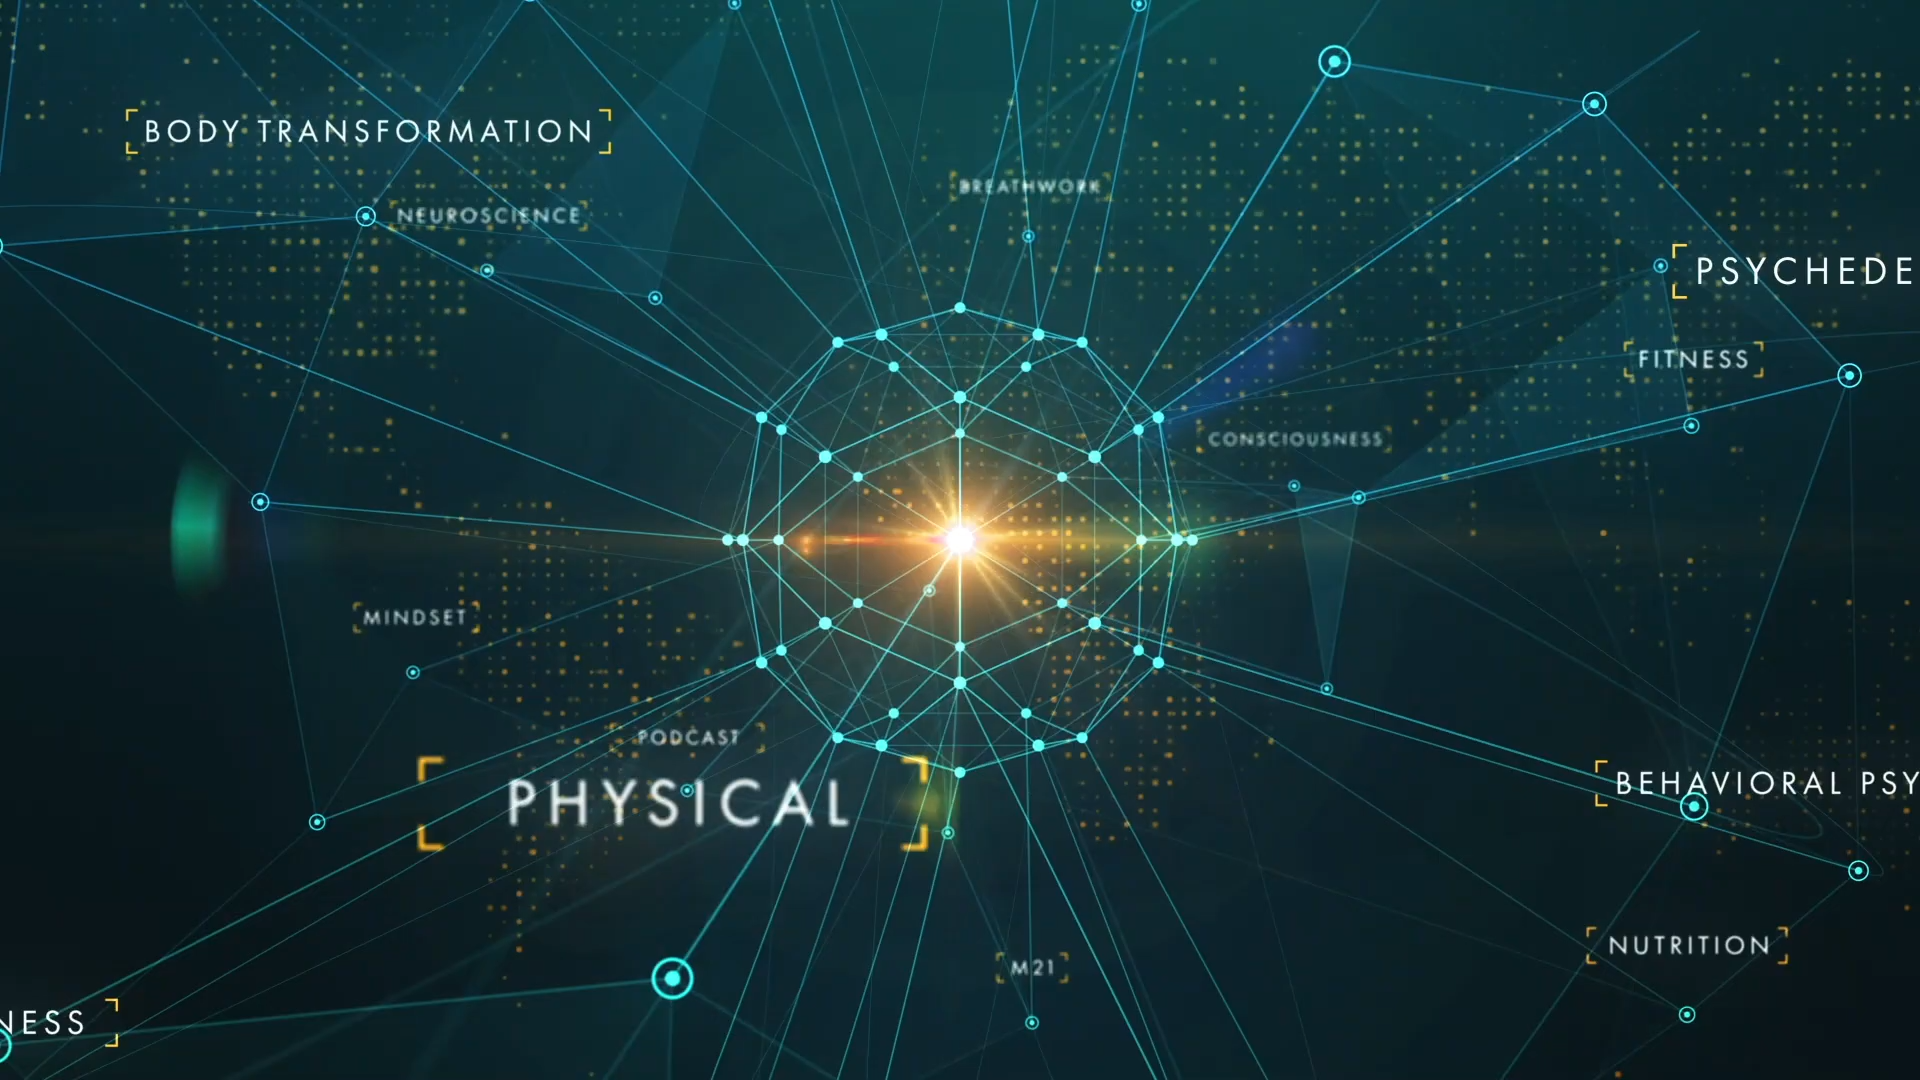 BODY TRANSFORMATION
BREATHWORK
NEUROSCIENCE
PSYCHEDE
FITNESS
CONSCIOUSNESS
MINDSET
PODCAST
PHYSICAL
BEHAVIORAL PSY
NUTRITION
M21
NESS